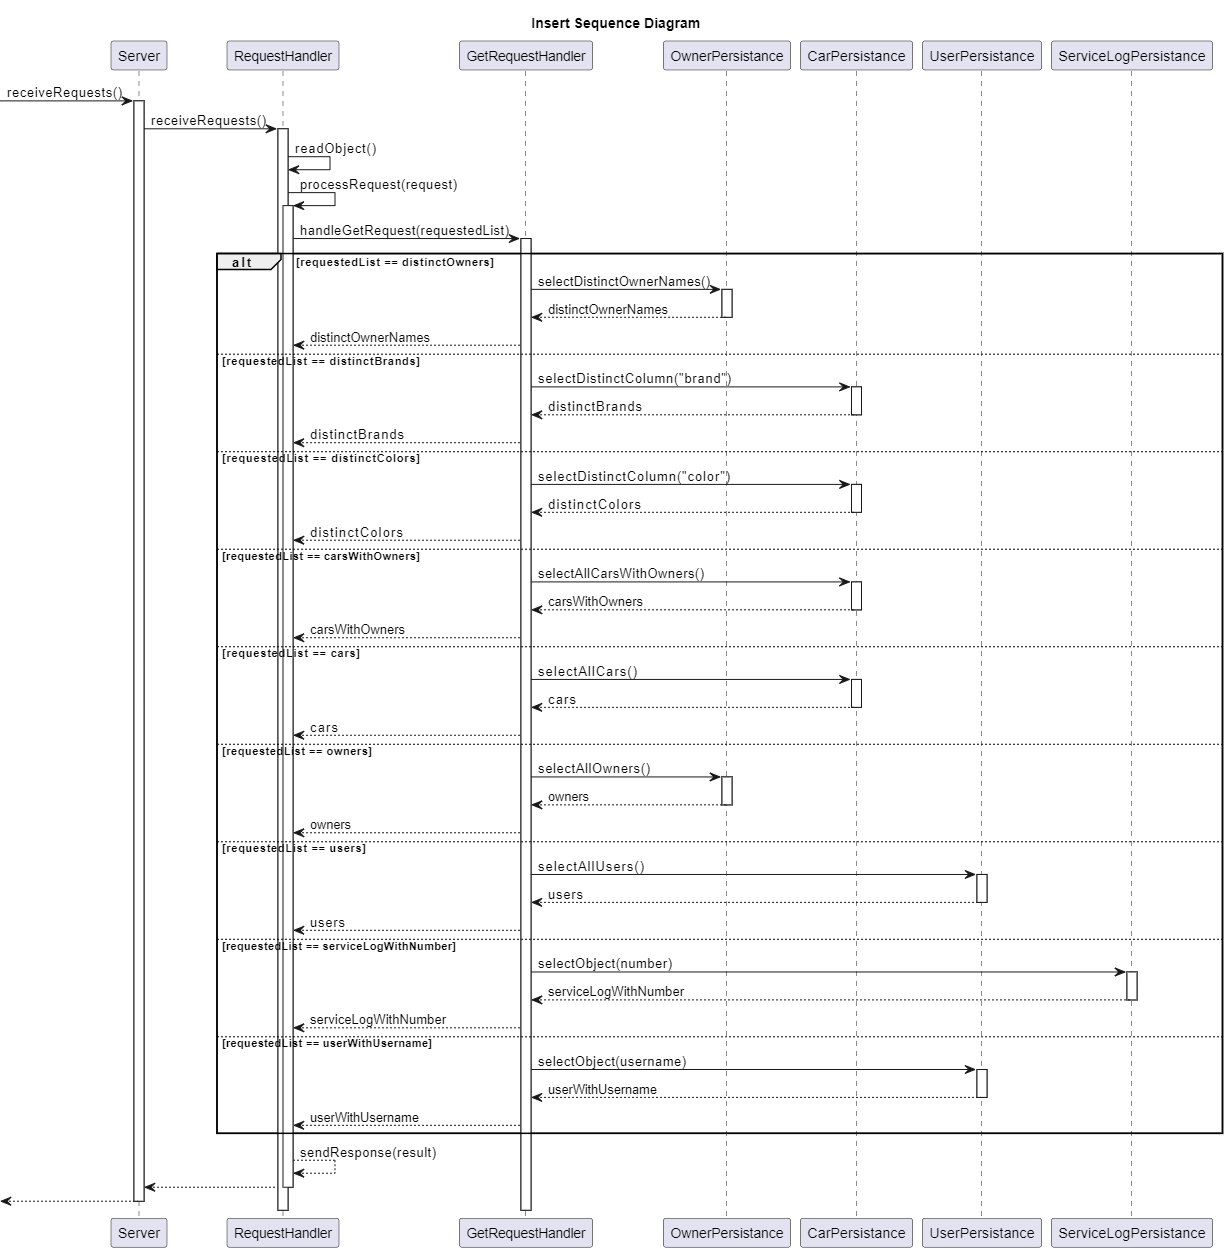 Insert Sequence Diagram
Server RequestHandler GetRequestHandler OwnerPersistance CarPersistance UserPersistance ServiceLogPersistance
receiveRequests()
receiveRequests()
readObject()
processRequest(request)
handleGetRequest(requestedList)
alt [requestedList == distinctOwners]
selectDistinctOwnerNames()
distinctOwnerNames
distinctOwnerNames
[requestedList == distinctBrands]
selectDistinctColumn("brand")
distinctBrands
distinctBrands
[requestedList == distinctColors]
selectDistinctColumn("color")
distinctColors
distinctColors
[requestedList == carsWithOwners]
selectAllCarsWithOwners()
carsWithOwners
carsWithOwners
[requestedList == cars]
selectAllCars()
cars
cars
[requestedList == owners]
selectAllOwners()
owners
owners
[requestedList == users]
selectAllUsers()
users
users
[requestedList == serviceLogWithNumber]
selectObject(number)
serviceLogWithNumber
serviceLogWithNumber
[requestedList == userWithUsername]
selectObject(username)
userWithUsername
userWithUsername
sendResponse(result)
Server RequestHandler GetRequestHandler OwnerPersistance CarPersistance UserPersistance ServiceLogPersistance